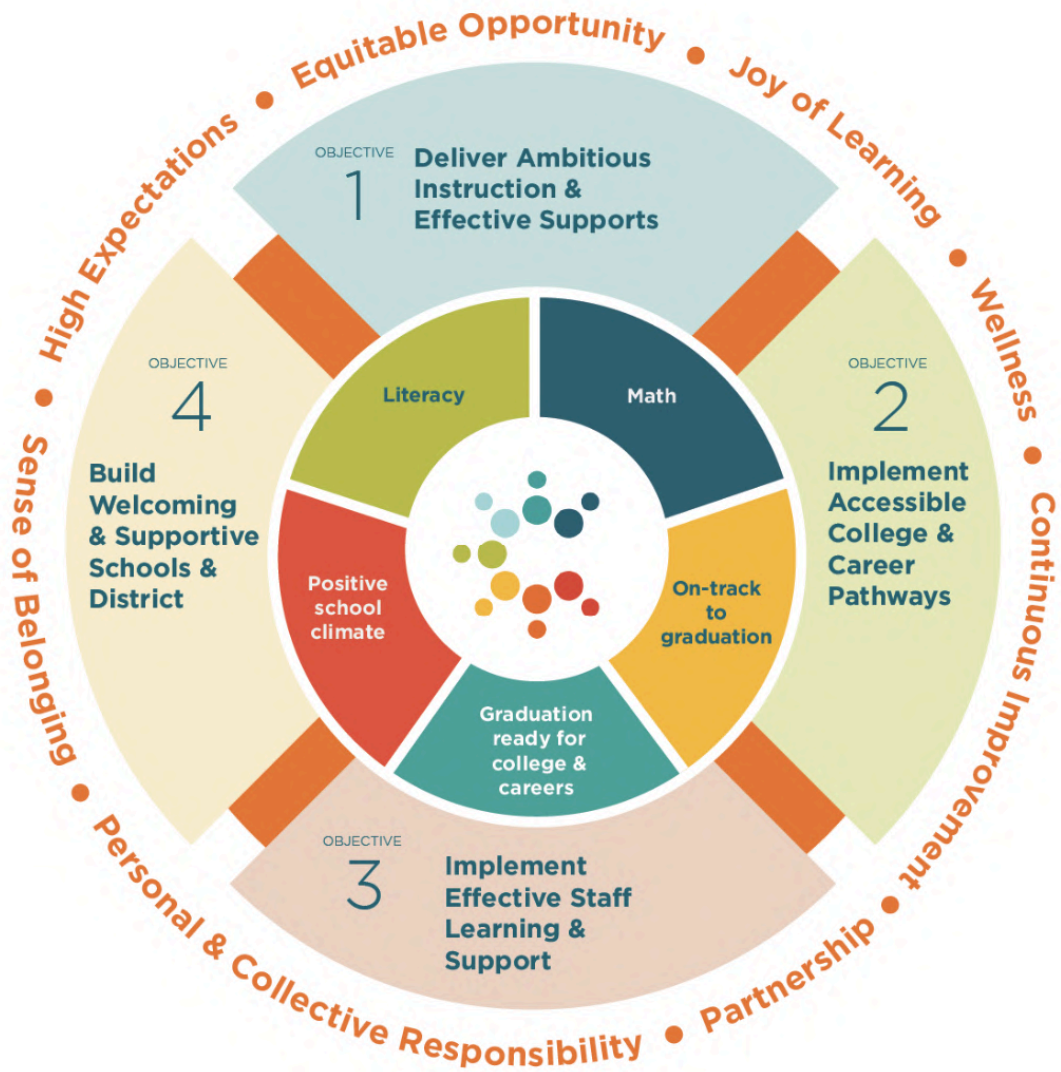 High Expectations • Equitable Opportunity • Joy of Learning • Wellness • Continuous Improvement • Partnership • Personal & Collective Responsibility • Sense of Belonging •
OBJECTIVE
1
Deliver Ambitious
Instruction &
Effective Supports
OBJECTIVE
2
Implement
Accessible
College &
Career
Pathways
OBJECTIVE
3
Implement
Effective Staff
Learning &
Support
OBJECTIVE
4
Build
Welcoming
& Supportive
Schools &
District
Literacy
Math
On-track
to
graduation
Graduation
ready for
college &
careers
Positive
school
climate